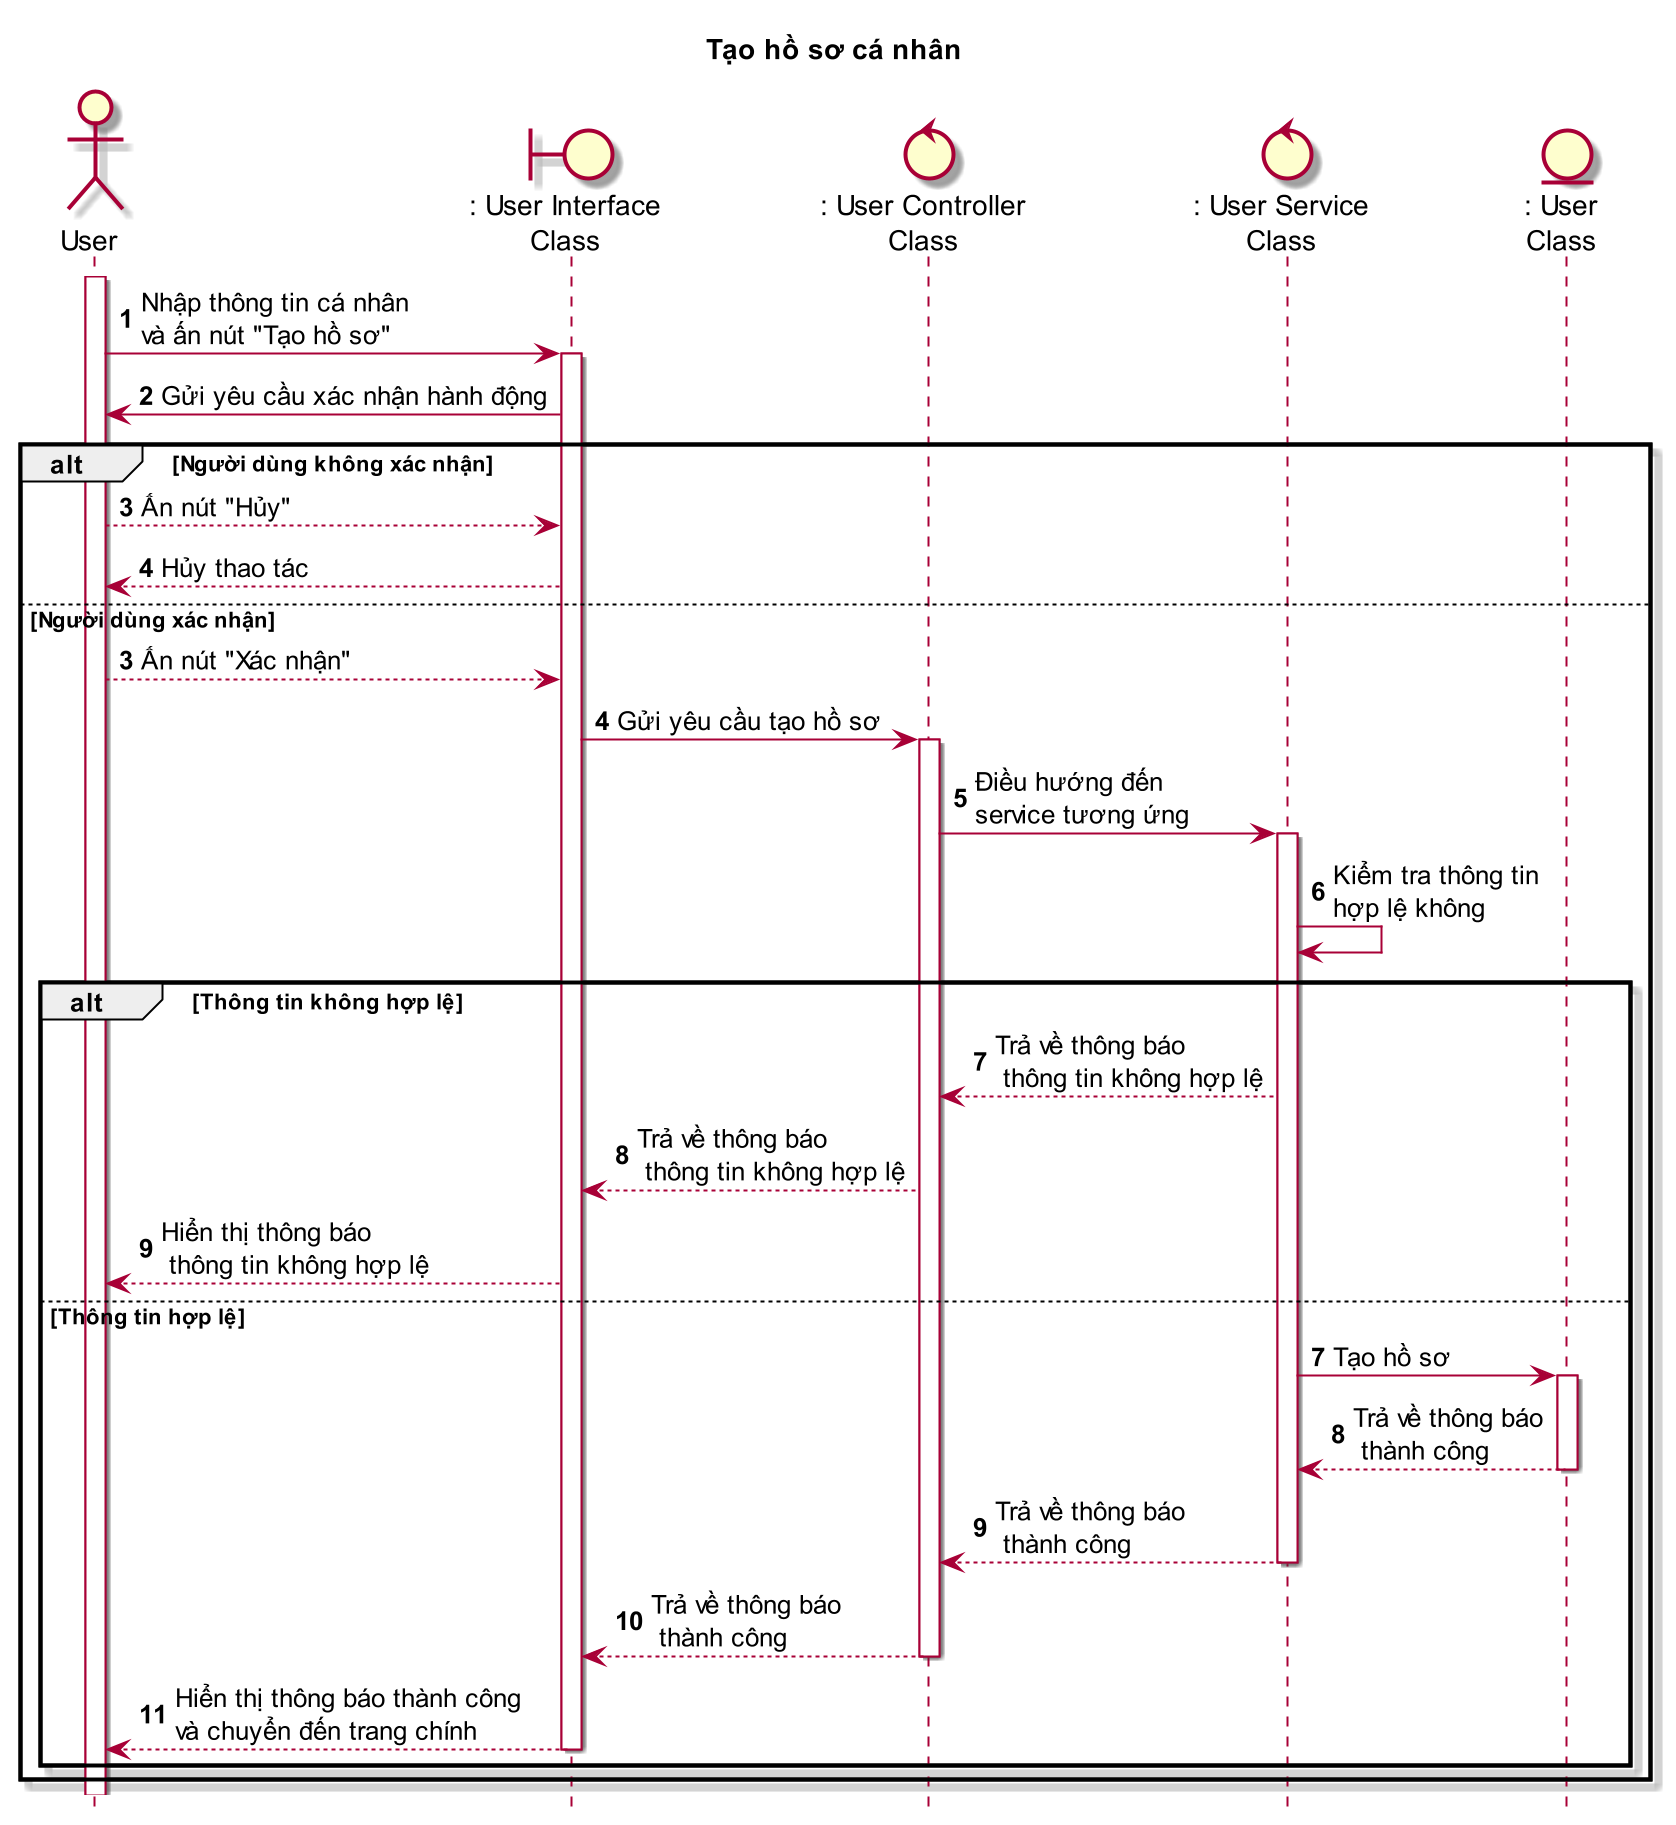 Tạo hồ sơ cá nhân
User
: User Interface
Class
: User Controller
Class
: User Service
Class
: User
Class
1 Nhập thông tin cá nhân
và ấn nút "Tạo hồ sơ"
2 Gửi yêu cầu xác nhận hành động
alt [Người dùng không xác nhận]
3 Ấn nút "Hủy"
4 Hủy thao tác
[Người dùng xác nhận]
3 Ấn nút "Xác nhận"
4 Gửi yêu cầu tạo hồ sơ
5 Điều hướng đến
service tương ứng
6 Kiểm tra thông tin
hợp lệ không
alt [Thông tin không hợp lệ]
7 Trả về thông báo
thông tin không hợp lệ
8 Trả về thông báo
thông tin không hợp lệ
9 Hiển thị thông báo
thông tin không hợp lệ
[Thông tin hợp lệ]
7 Tạo hồ sơ
8 Trả về thông báo
thành công
9 Trả về thông báo
thành công
10 Trả về thông báo
thành công
11 Hiển thị thông báo thành công
và chuyển đến trang chính